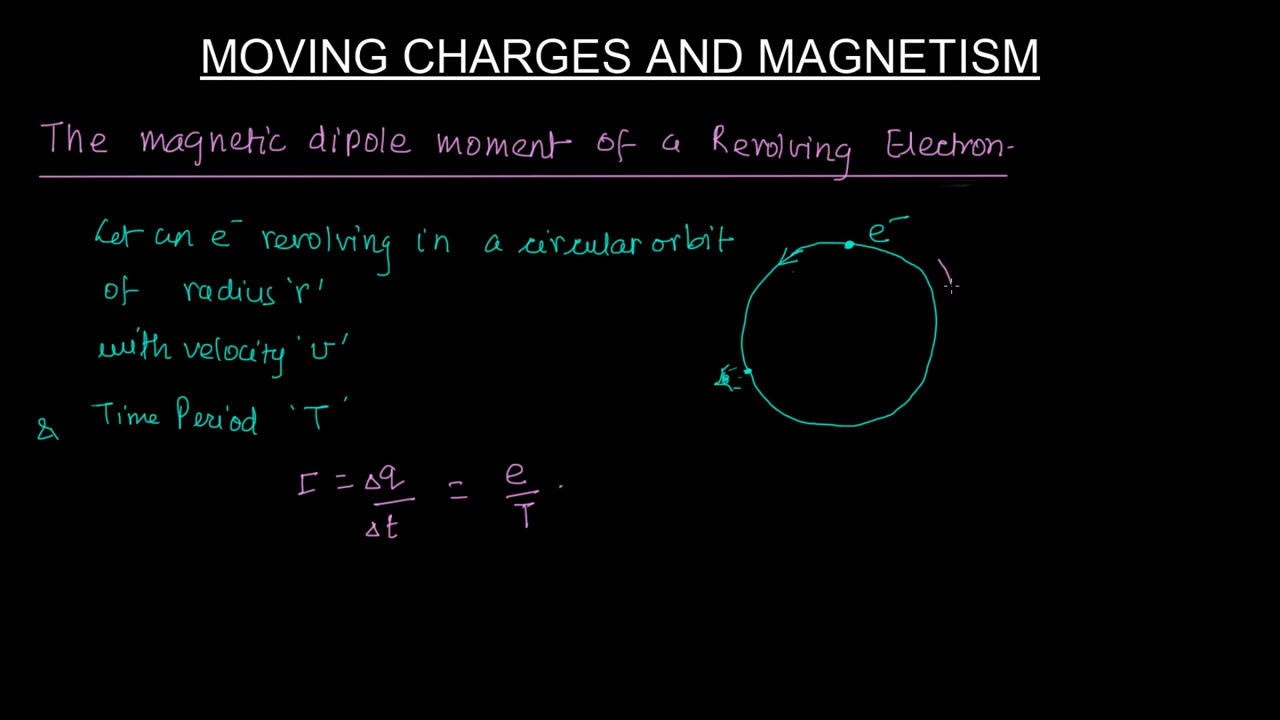 MOVING CHARGES AND MAGNETISM
The magnetic dipole moment of a Revolving Electron-
Let an e⁻ revolving in a circular orbit
of radius 'r'
with velocity 'v'
& Time Period 'T'
I = Δq/Δt = e/T
e⁻